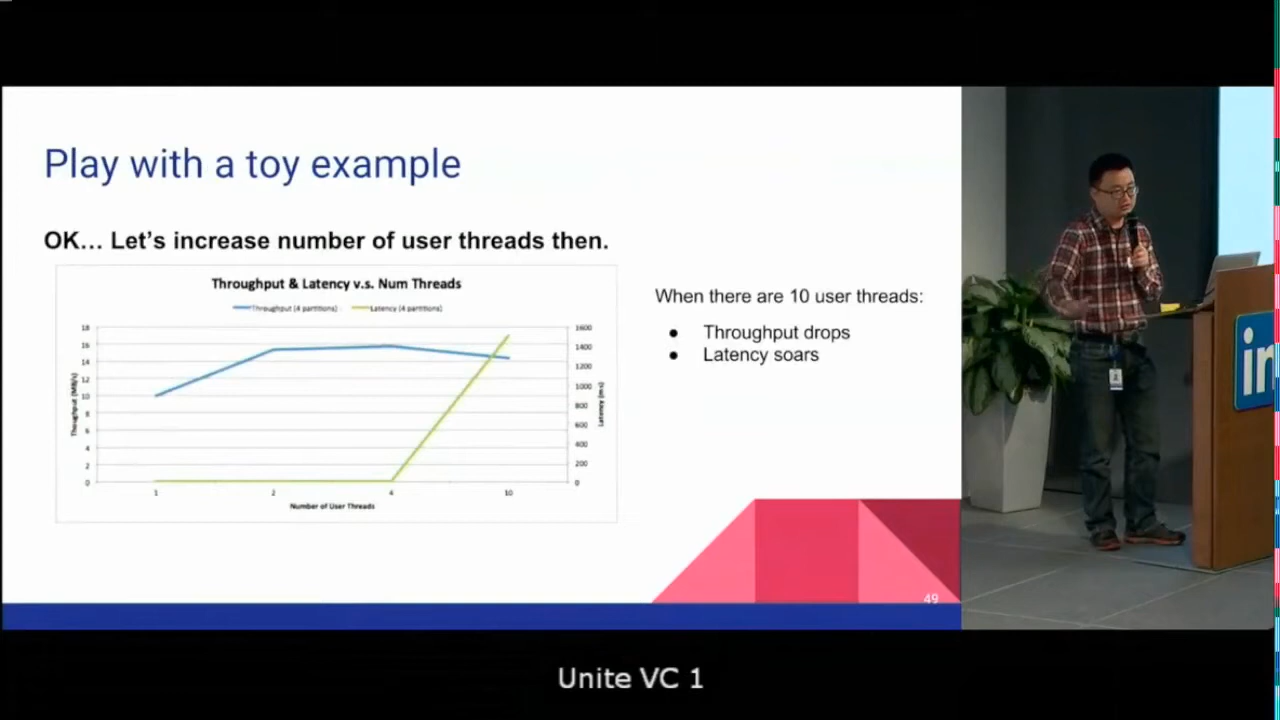 Play with a toy example
OK… Let's increase number of user threads then.
Throughput & Latency v.s. Num Threads
Throughput (4 partitions) Latency (4 partitions)
When there are 10 user threads:
● Throughput drops
● Latency soars
18
16
14
12
10
8
6
4
2
0
Thoughput (MB/s)
1600
1400
1200
1000
800
600
400
200
0
Latency (ms)
1 2 4 10
Number of User Threads
49
in
Unite VC 1